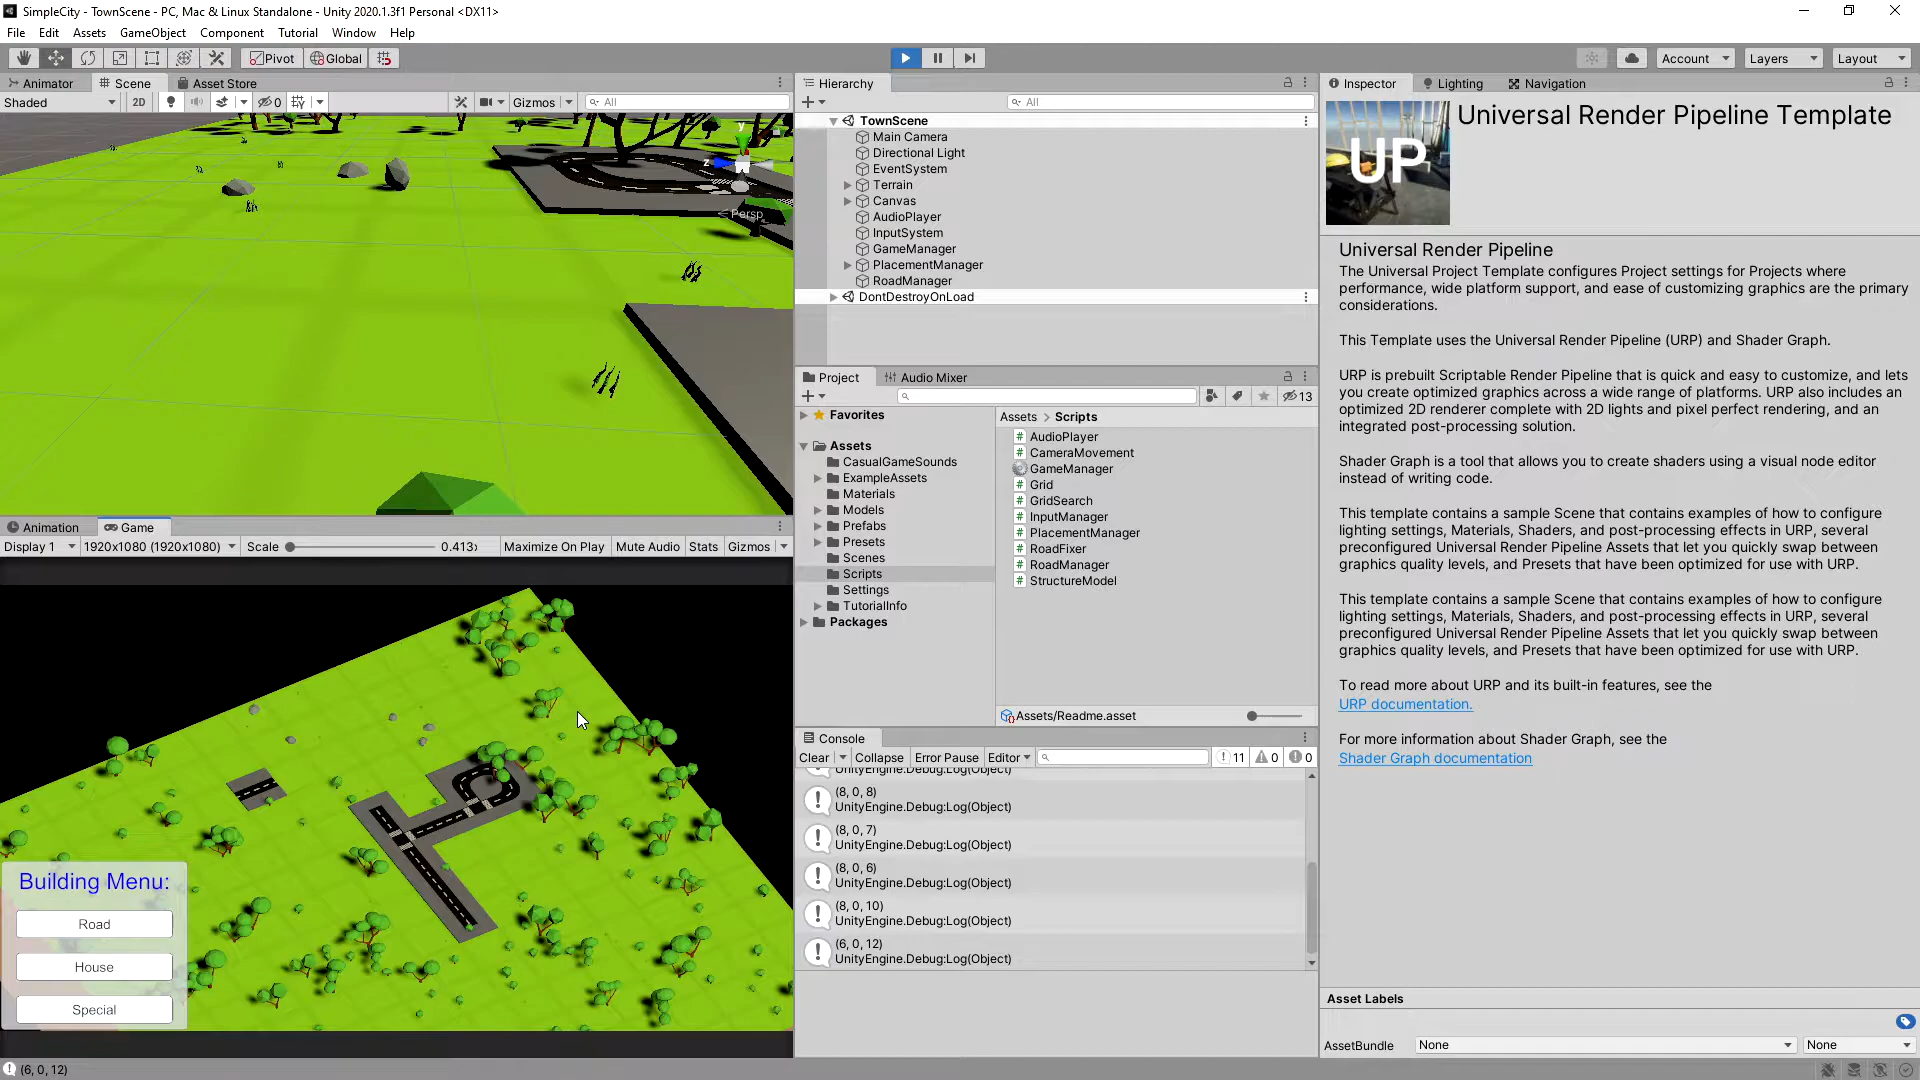 SimpleCity - TownScene - PC, Mac & Linux Standalone - Unity 2020.1.3f1 Personal <DX11>
File Edit Assets GameObject Component Tutorial Window Help
Pivot Global Account Layers Layout
Animator Scene Asset Store
Shaded 2D 0 Gizmos All
y
z
Persp
Animation Game
Display 1 1920x1080 (1920x1080) Scale 0.413x Maximize On Play Mute Audio Stats Gizmos
Building Menu:
Road
House
Special
(6, 0, 12)
Hierarchy
All
TownScene
Main Camera
Directional Light
EventSystem
Terrain
Canvas
AudioPlayer
InputSystem
GameManager
PlacementManager
RoadManager
DontDestroyOnLoad
Project Audio Mixer
13
Favorites
Assets
CasualGameSounds
ExampleAssets
Materials
Models
Prefabs
Presets
Scenes
Scripts
Settings
TutorialInfo
Packages
Assets > Scripts
AudioPlayer
CameraMovement
GameManager
Grid
GridSearch
InputManager
PlacementManager
RoadFixer
RoadManager
StructureModel
Assets/Readme.asset
Console
Clear Collapse Error Pause Editor 11 0 0
UnityEngine.Debug:Log(Object)
(8, 0, 8)
UnityEngine.Debug:Log(Object)
(8, 0, 7)
UnityEngine.Debug:Log(Object)
(8, 0, 6)
UnityEngine.Debug:Log(Object)
(8, 0, 10)
UnityEngine.Debug:Log(Object)
(6, 0, 12)
UnityEngine.Debug:Log(Object)
Inspector Lighting Navigation
UP
Universal Render Pipeline Template
Universal Render Pipeline
The Universal Project Template configures Project settings for Projects where
performance, wide platform support, and ease of customizing graphics are the primary
considerations.
This Template uses the Universal Render Pipeline (URP) and Shader Graph.
URP is prebuilt Scriptable Render Pipeline that is quick and easy to customize, and lets
you create optimized graphics across a wide range of platforms. URP also includes an
optimized 2D renderer complete with 2D lights and pixel perfect rendering, and an
integrated post-processing solution.
Shader Graph is a tool that allows you to create shaders using a visual node editor
instead of writing code.
This template contains a sample Scene that contains examples of how to configure
lighting settings, Materials, Shaders, and post-processing effects in URP, several
preconfigured Universal Render Pipeline Assets that let you quickly swap between
graphics quality levels, and Presets that have been optimized for use with URP.
This template contains a sample Scene that contains examples of how to configure
lighting settings, Materials, Shaders, and post-processing effects in URP, several
preconfigured Universal Render Pipeline Assets that let you quickly swap between
graphics quality levels, and Presets that have been optimized for use with URP.
To read more about URP and its built-in features, see the
URP documentation.
For more information about Shader Graph, see the
Shader Graph documentation
Asset Labels
AssetBundle None None